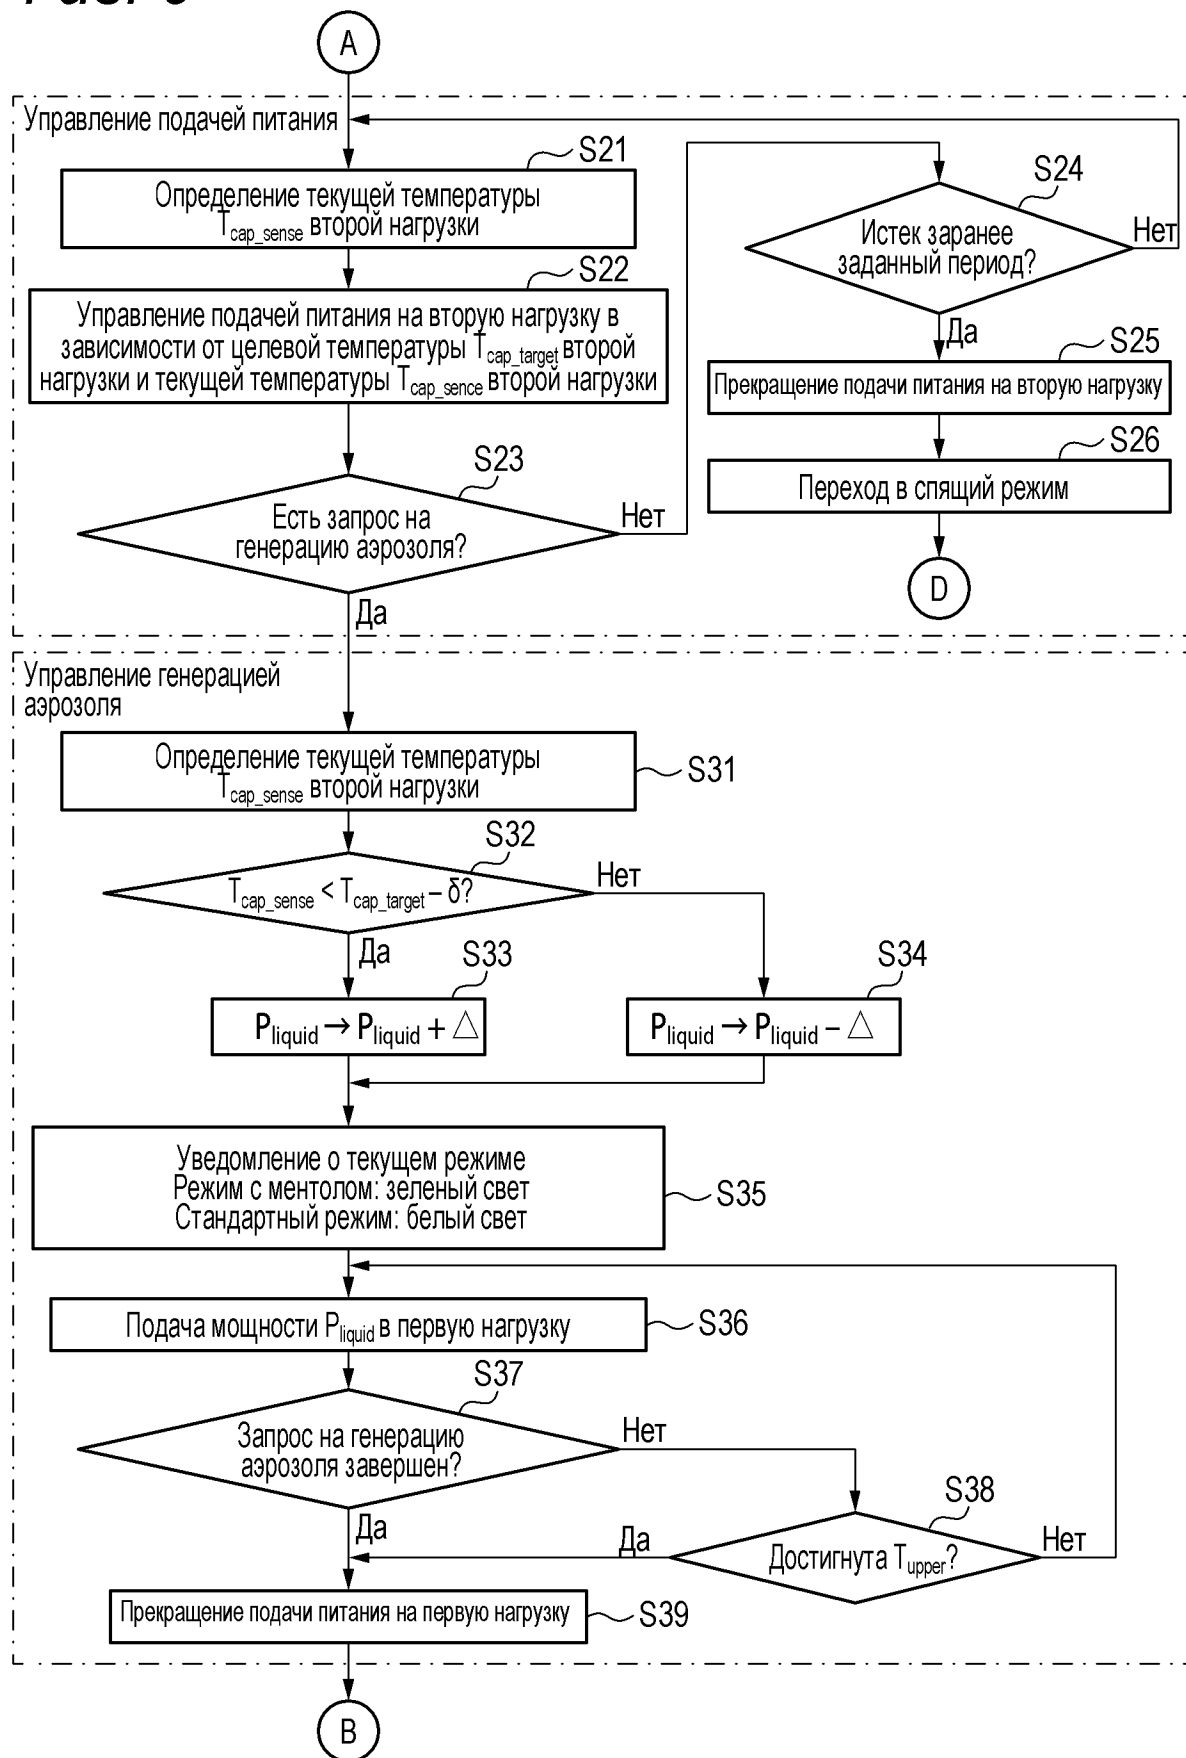 A
Управление подачей питания
S21
Определение текущей температуры
T_cap_sense второй нагрузки
S22
Управление подачей питания на вторую нагрузку в
зависимости от целевой температуры T_cap_target второй
нагрузки и текущей температуры T_cap_sence второй нагрузки
S23
Есть запрос на
генерацию аэрозоля?
Нет
Да
S24
Истек заранее
заданный период?
Нет
Да
S25
Прекращение подачи питания на вторую нагрузку
S26
Переход в спящий режим
D
Управление генерацией
аэрозоля
Определение текущей температуры
T_cap_sense второй нагрузки
S31
S32
T_cap_sense < T_cap_target – δ?
Нет
Да
S33
P_liquid → P_liquid + △
S34
P_liquid → P_liquid – △
Уведомление о текущем режиме
Режим с ментолом: зеленый свет
Стандартный режим: белый свет
S35
Подача мощности P_liquid в первую нагрузку
S36
S37
Запрос на генерацию
аэрозоля завершен?
Нет
Да
S38
Достигнута T_upper?
Да
Нет
Прекращение подачи питания на первую нагрузку
S39
B